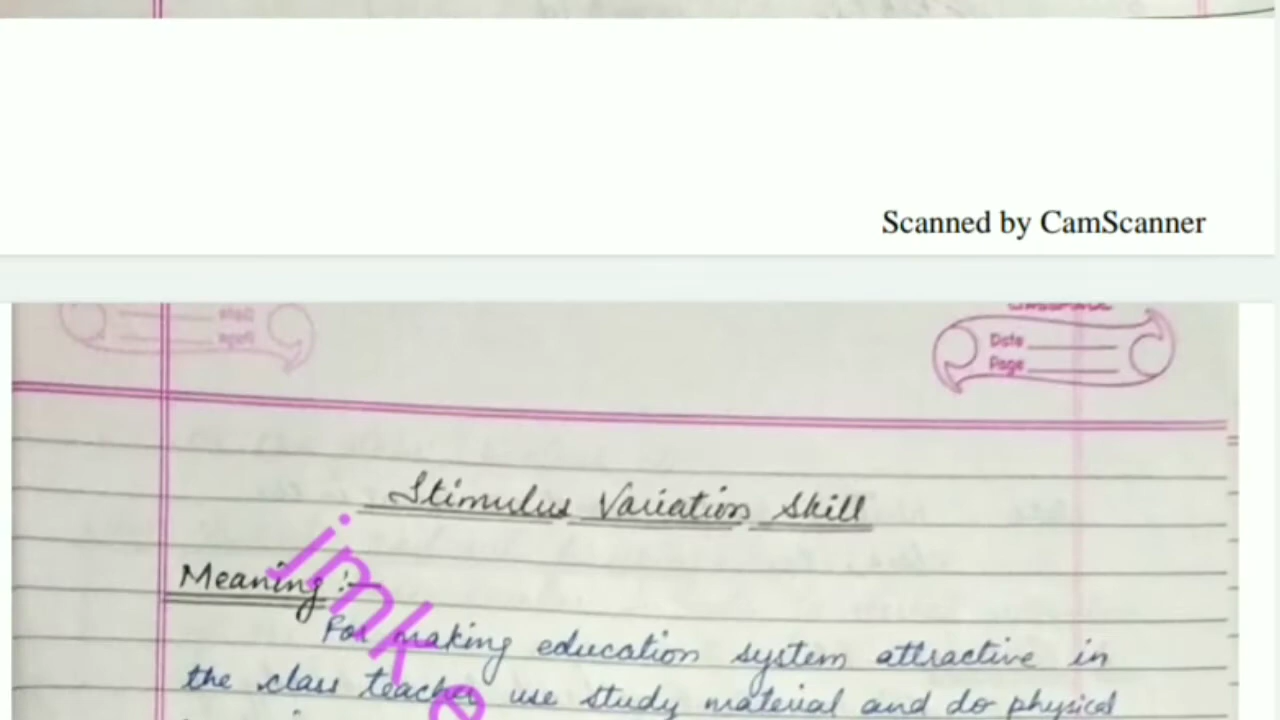 Scanned by CamScanner
Date
Page
Stimulus Variation Skill
Meaning :-
For making education system attractive in
the class teacher use study material and do physical